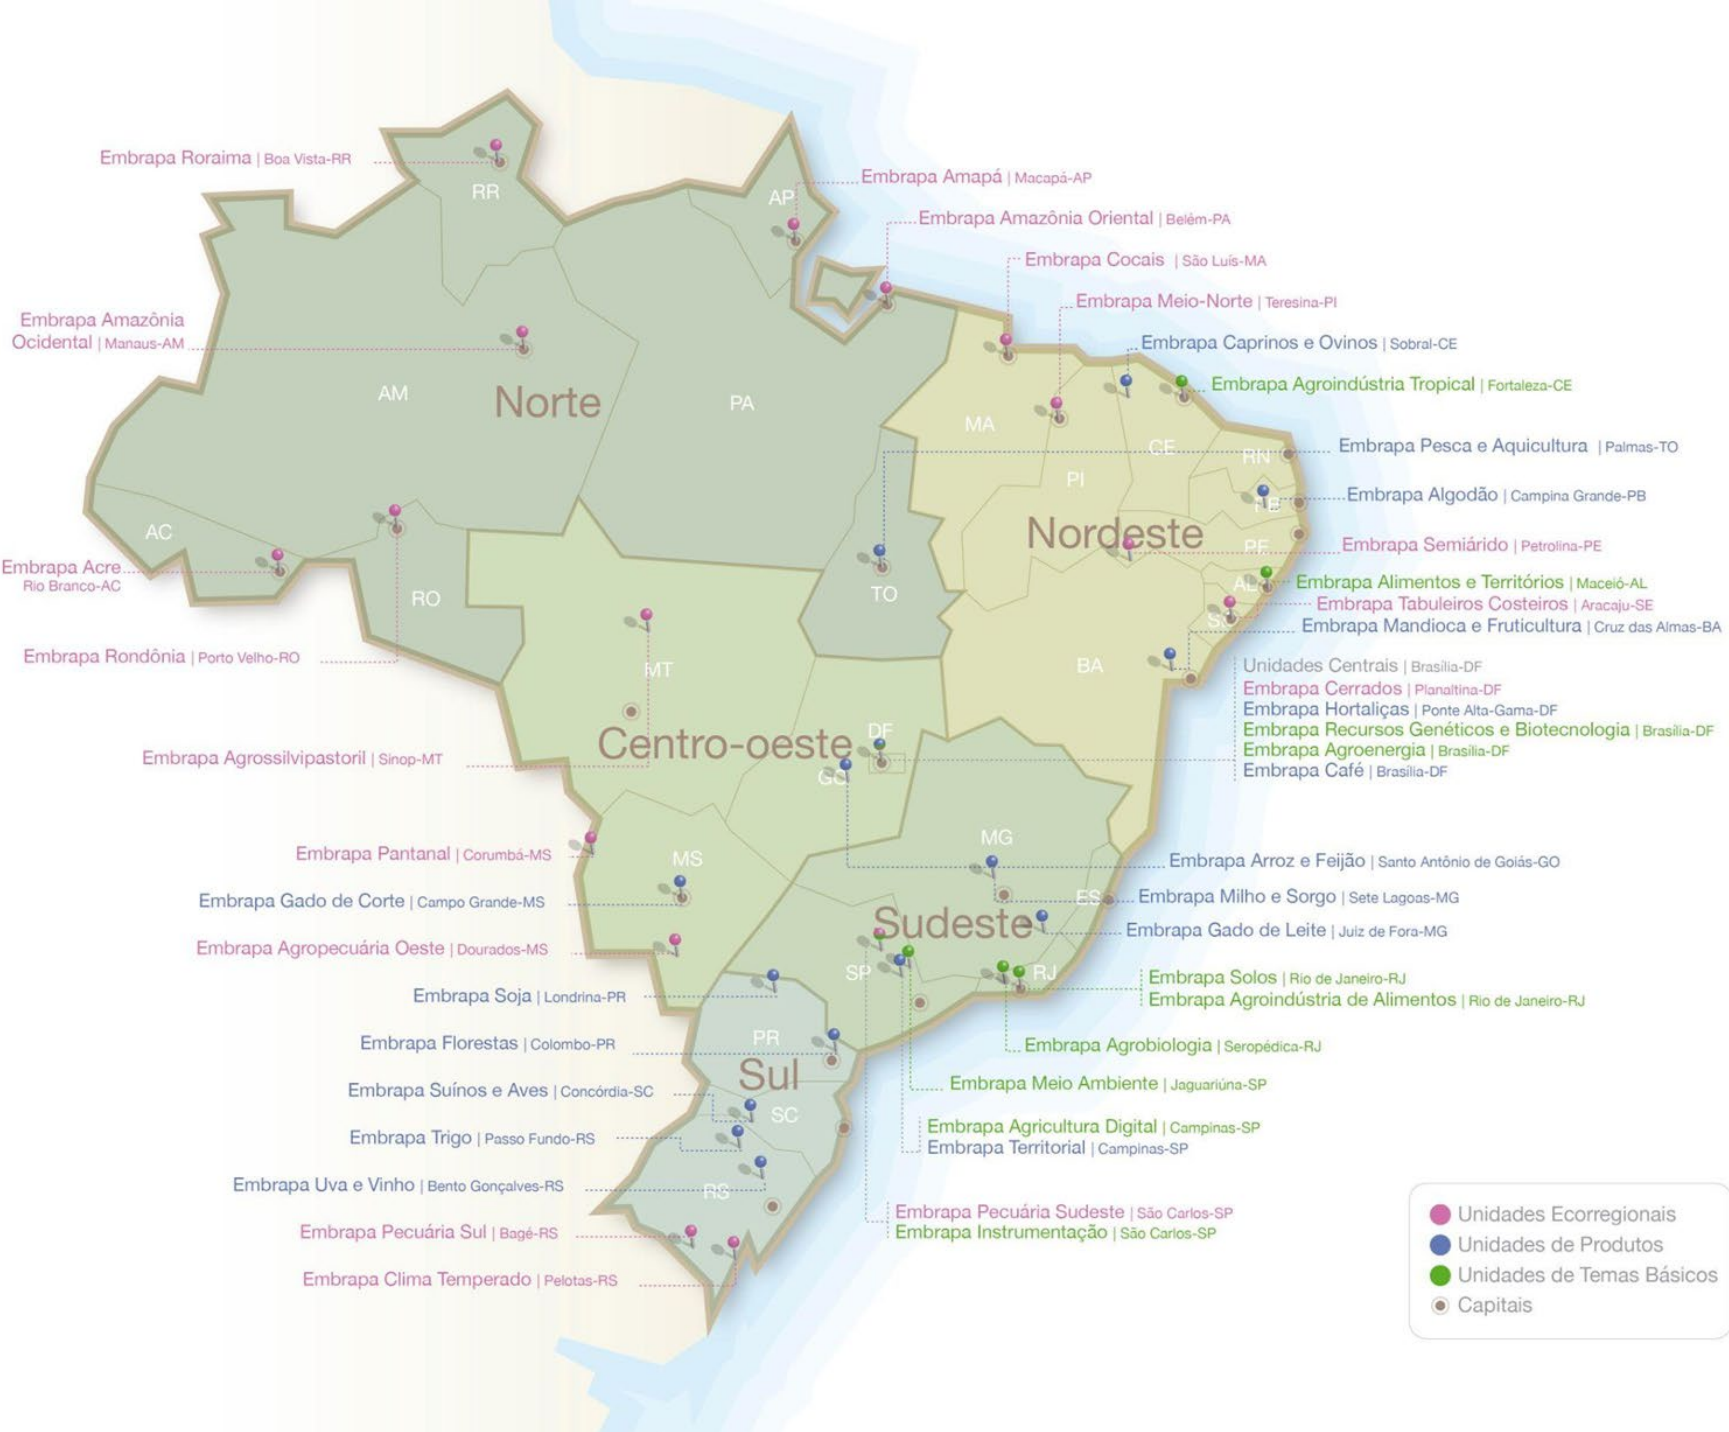 Embrapa Roraima | Boa Vista-RR
RR
AP
Embrapa Amapá | Macapá-AP
Embrapa Amazônia Oriental | Belém-PA
Embrapa Cocais | São Luís-MA
Embrapa Meio-Norte | Teresina-PI
Embrapa Amazônia
Ocidental | Manaus-AM
Embrapa Caprinos e Ovinos | Sobral-CE
Embrapa Agroindústria Tropical | Fortaleza-CE
AM
Norte
PA
MA
CE
RN
Embrapa Pesca e Aquicultura | Palmas-TO
PI
Embrapa Algodão | Campina Grande-PB
PB
AC
Nordeste
PE
Embrapa Semiárido | Petrolina-PE
Embrapa Acre
Rio Branco-AC
RO
TO
AL
Embrapa Alimentos e Territórios | Maceió-AL
Embrapa Tabuleiros Costeiros | Aracaju-SE
SE
Embrapa Mandioca e Fruticultura | Cruz das Almas-BA
Embrapa Rondônia | Porto Velho-RO
MT
BA
Unidades Centrais | Brasília-DF
Embrapa Cerrados | Planaltina-DF
Embrapa Hortaliças | Ponte Alta-Gama-DF
Embrapa Recursos Genéticos e Biotecnologia | Brasília-DF
Embrapa Agroenergia | Brasília-DF
Embrapa Café | Brasília-DF
Centro-oeste
DF
GO
Embrapa Agrossilvipastoril | Sinop-MT
Embrapa Pantanal | Corumbá-MS
MS
MG
Embrapa Arroz e Feijão | Santo Antônio de Goiás-GO
Embrapa Gado de Corte | Campo Grande-MS
ES
Embrapa Milho e Sorgo | Sete Lagoas-MG
Sudeste
Embrapa Gado de Leite | Juiz de Fora-MG
Embrapa Agropecuária Oeste | Dourados-MS
SP
RJ
Embrapa Solos | Rio de Janeiro-RJ
Embrapa Agroindústria de Alimentos | Rio de Janeiro-RJ
Embrapa Soja | Londrina-PR
PR
Embrapa Florestas | Colombo-PR
Embrapa Agrobiologia | Seropédica-RJ
Sul
Embrapa Meio Ambiente | Jaguariúna-SP
Embrapa Suínos e Aves | Concórdia-SC
SC
Embrapa Agricultura Digital | Campinas-SP
Embrapa Territorial | Campinas-SP
Embrapa Trigo | Passo Fundo-RS
Embrapa Uva e Vinho | Bento Gonçalves-RS
RS
Embrapa Pecuária Sudeste | São Carlos-SP
Embrapa Instrumentação | São Carlos-SP
Embrapa Pecuária Sul | Bagé-RS
Embrapa Clima Temperado | Pelotas-RS
Unidades Ecorregionais
Unidades de Produtos
Unidades de Temas Básicos
Capitais